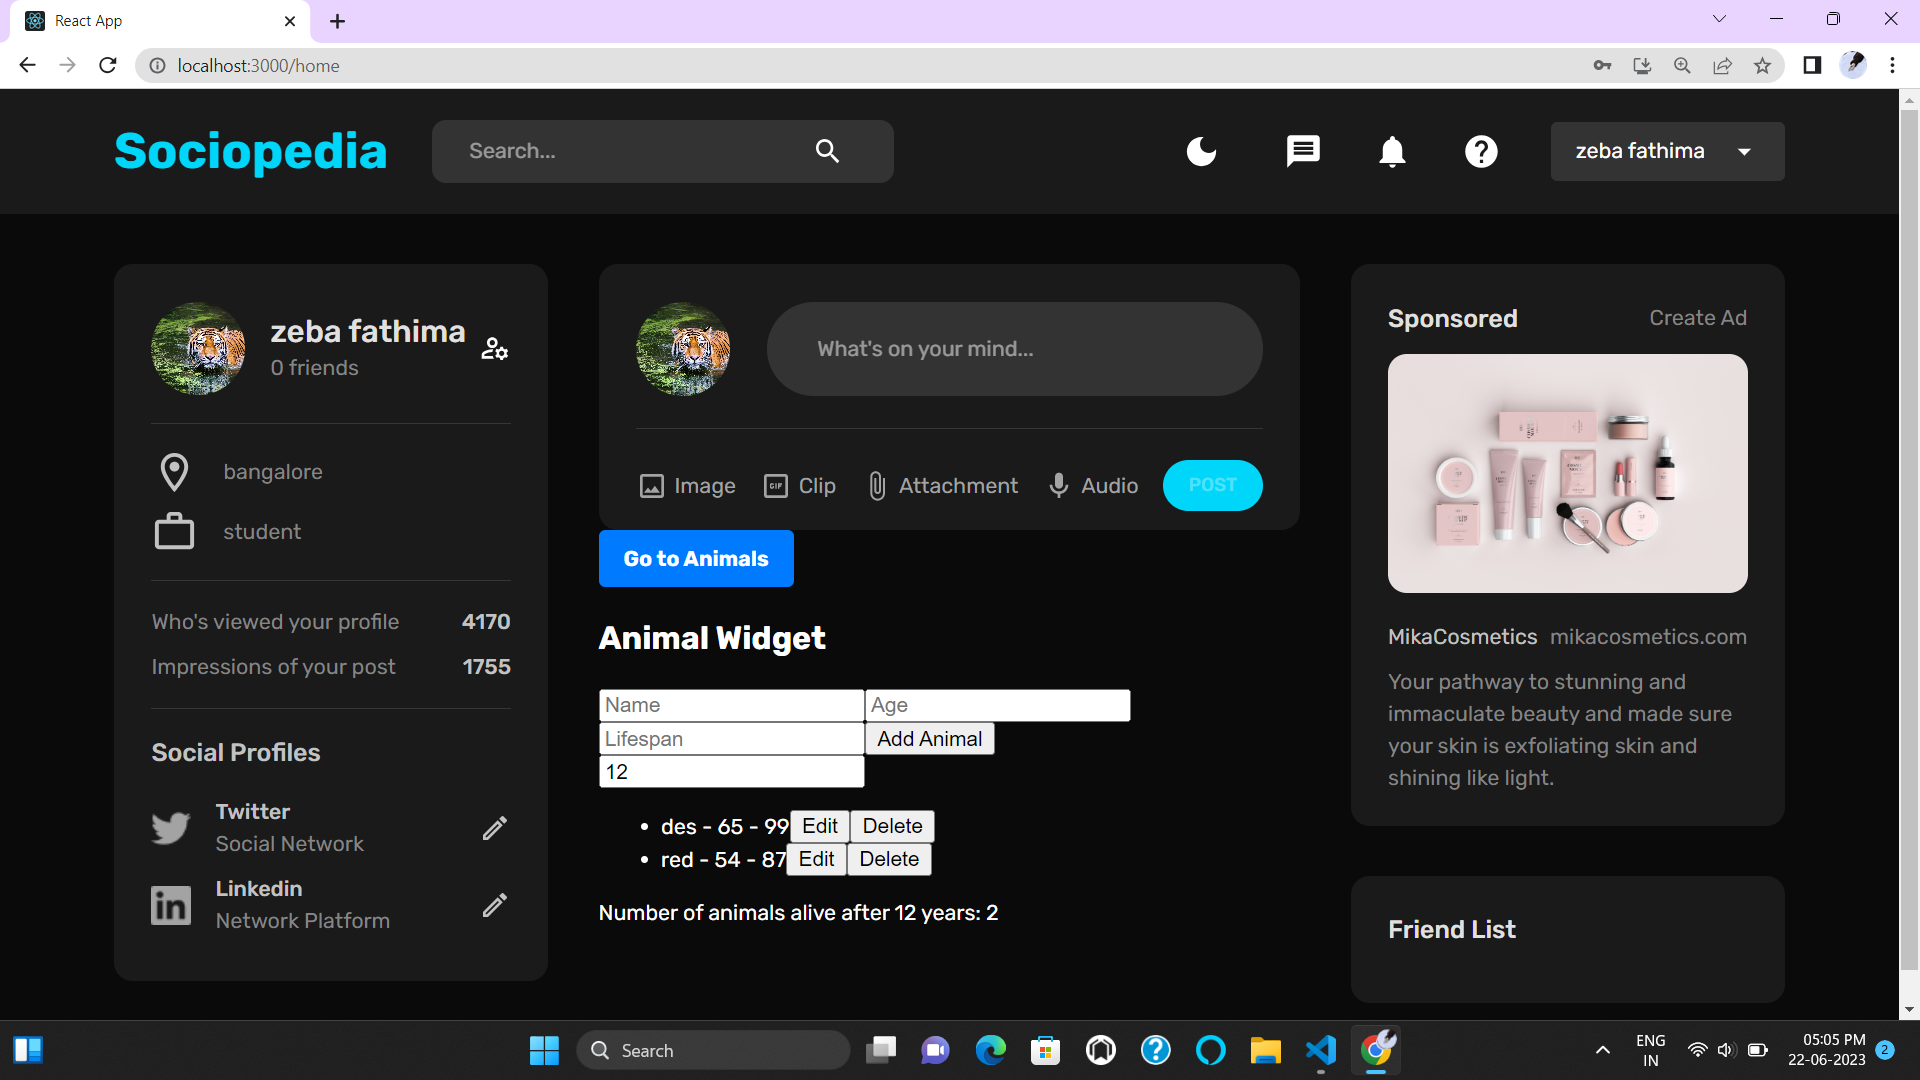 React App
localhost:3000/home
Sociopedia
Search...
zeba fathima
zeba fathima
0 friends
bangalore
student
Who's viewed your profile 4170
Impressions of your post 1755
Social Profiles
Twitter
Social Network
Linkedin
Network Platform
What's on your mind...
Image
GIF Clip
Attachment
Audio
POST
Go to Animals
Animal Widget
Name
Age
Lifespan
Add Animal
12
des - 65 - 99 Edit Delete
red - 54 - 87 Edit Delete
Number of animals alive after 12 years: 2
Sponsored
Create Ad
MikaCosmetics mikacosmetics.com
Your pathway to stunning and
immaculate beauty and made sure
your skin is exfoliating skin and
shining like light.
Friend List
Search
ENG
IN
05:05 PM
22-06-2023
2